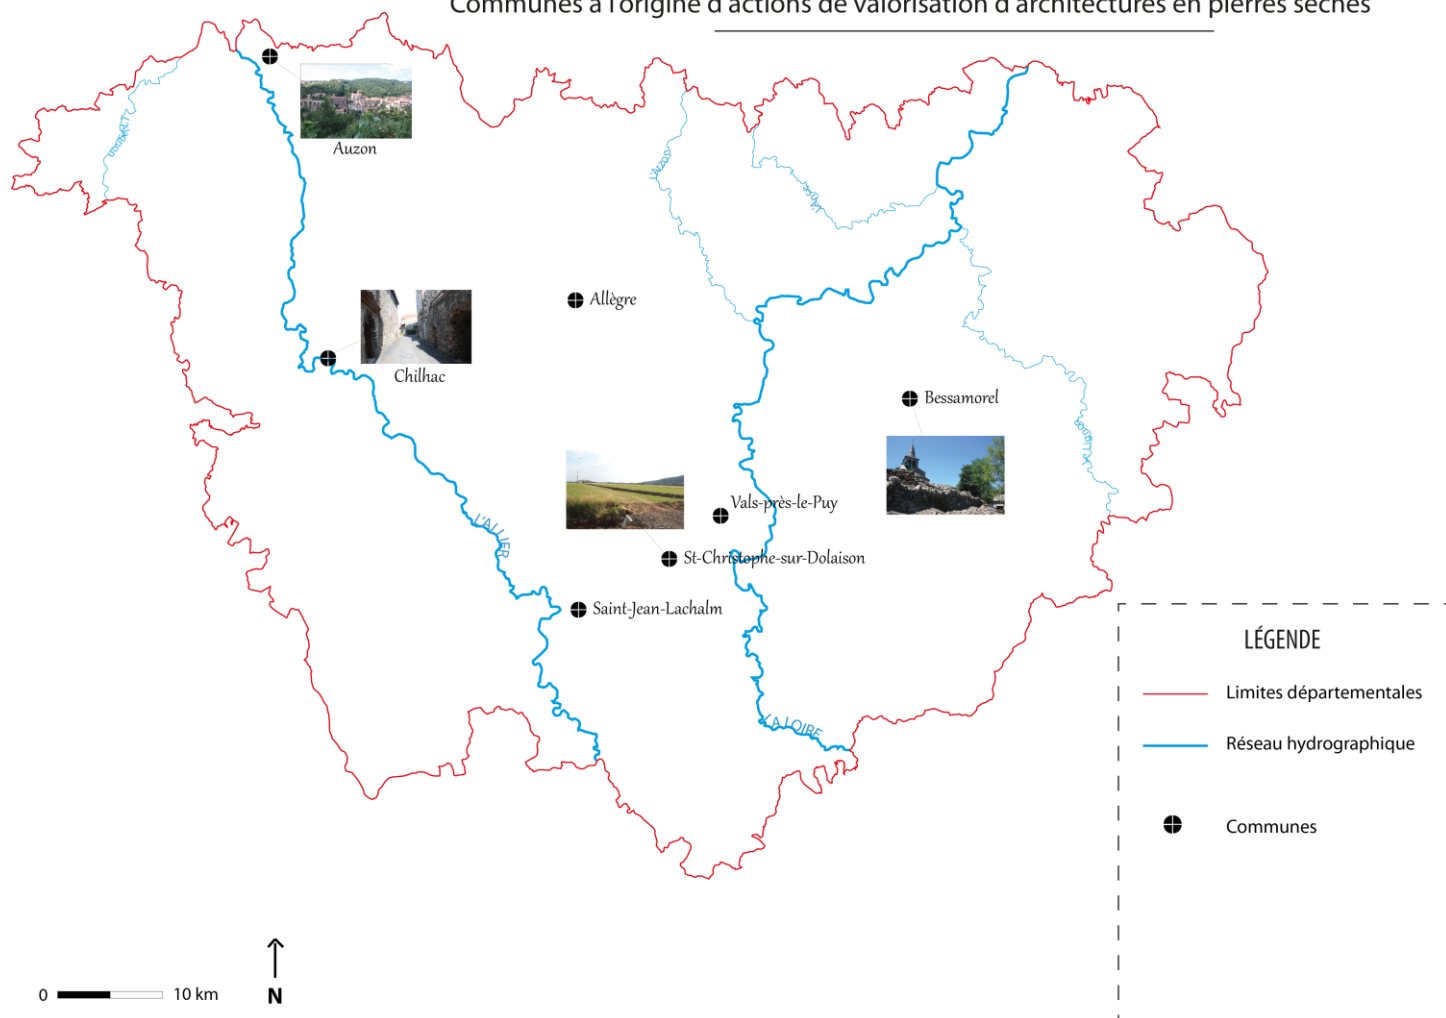 Communes à l'origine d'actions de valorisation d'architectures en pierres sèches
Auzon
L'Arzon
Allègre
Chilhac
Bessamorel
Vals-près-le-Puy
L'ALLIER
St-Christophe-sur-Dolaison
Saint-Jean-Lachalm
LA LOIRE
LÉGENDE
Limites départementales
Réseau hydrographique
Communes
0
10 km
N